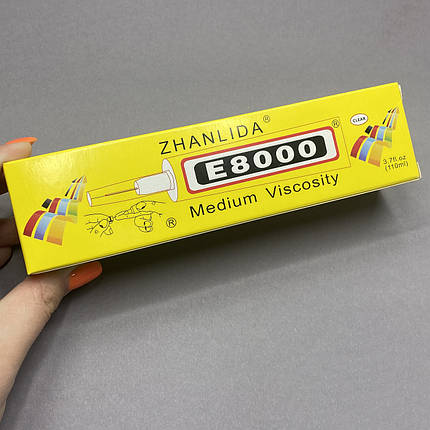 ZHANLIDA®
E8000®
Medium Viscosity
®
CLEAR
3.7fl.oz
(110ml)